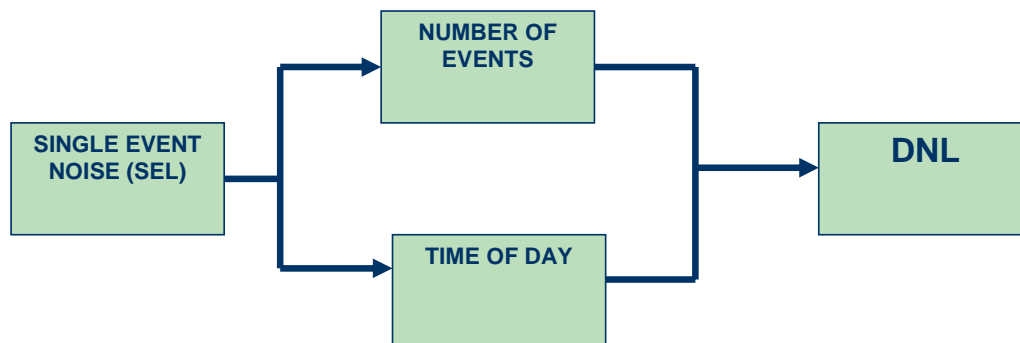 NUMBER OF
EVENTS
SINGLE EVENT
NOISE (SEL)
DNL
TIME OF DAY